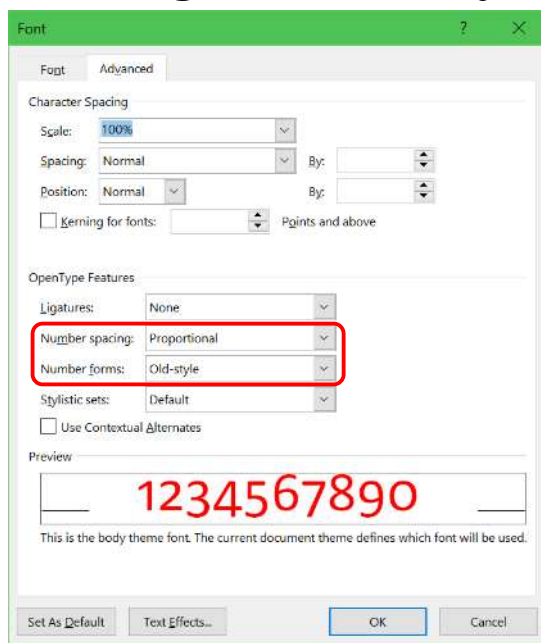 Font ?
Font Advanced
Character Spacing
Scale: 100%
Spacing: Normal By:
Position: Normal By:
Kerning for fonts: Points and above
OpenType Features
Ligatures: None
Number spacing: Proportional
Number forms: Old-style
Stylistic sets: Default
Use Contextual Alternates
Preview
1234567890
This is the body theme font. The current document theme defines which font will be used.
Set As Default Text Effects... OK Cancel